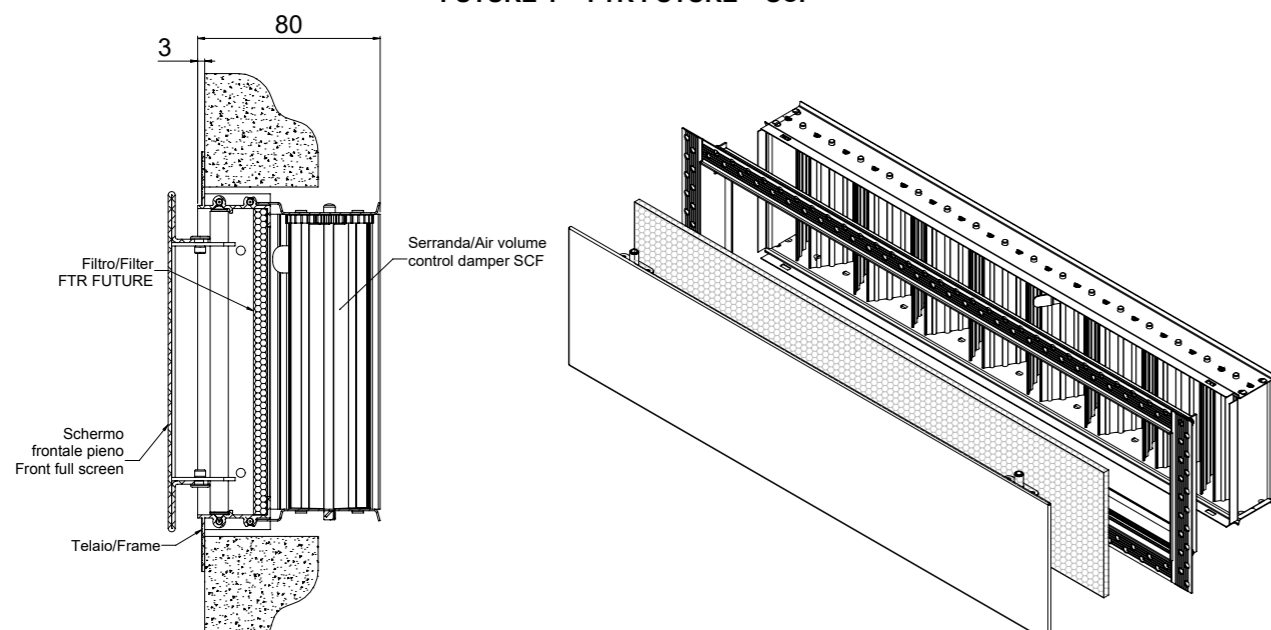 80
3
Serranda/Air volume
control damper SCF
Filtro/Filter
FTR FUTURE
Schermo
frontale pieno
Front full screen
Telaio/Frame